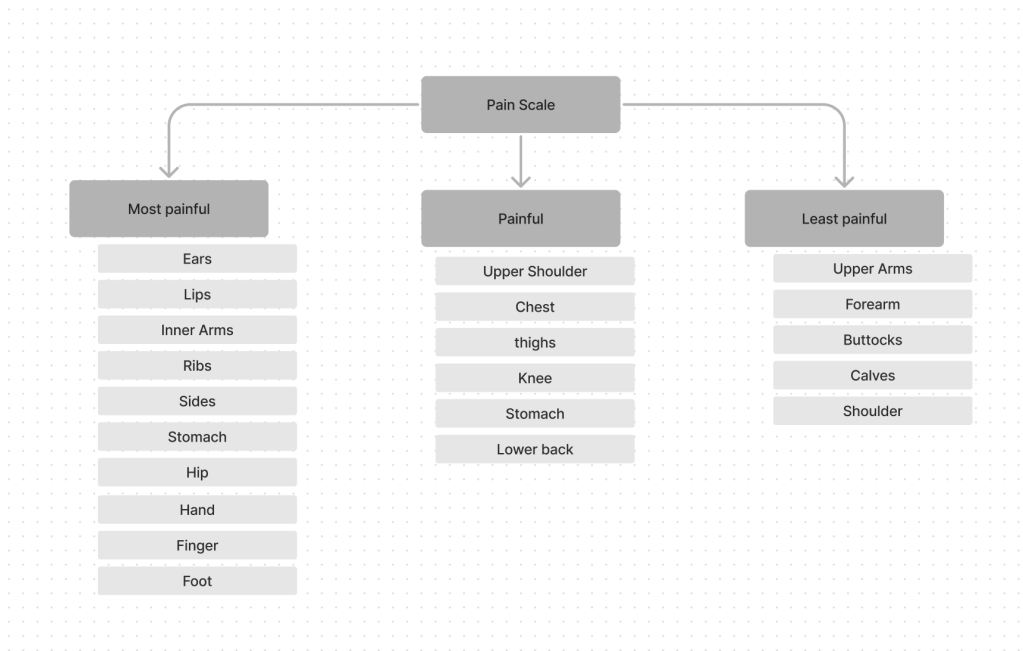 Pain Scale
Most painful
Ears
Lips
Inner Arms
Ribs
Sides
Stomach
Hip
Hand
Finger
Foot
Painful
Upper Shoulder
Chest
thighs
Knee
Stomach
Lower back
Least painful
Upper Arms
Forearm
Buttocks
Calves
Shoulder